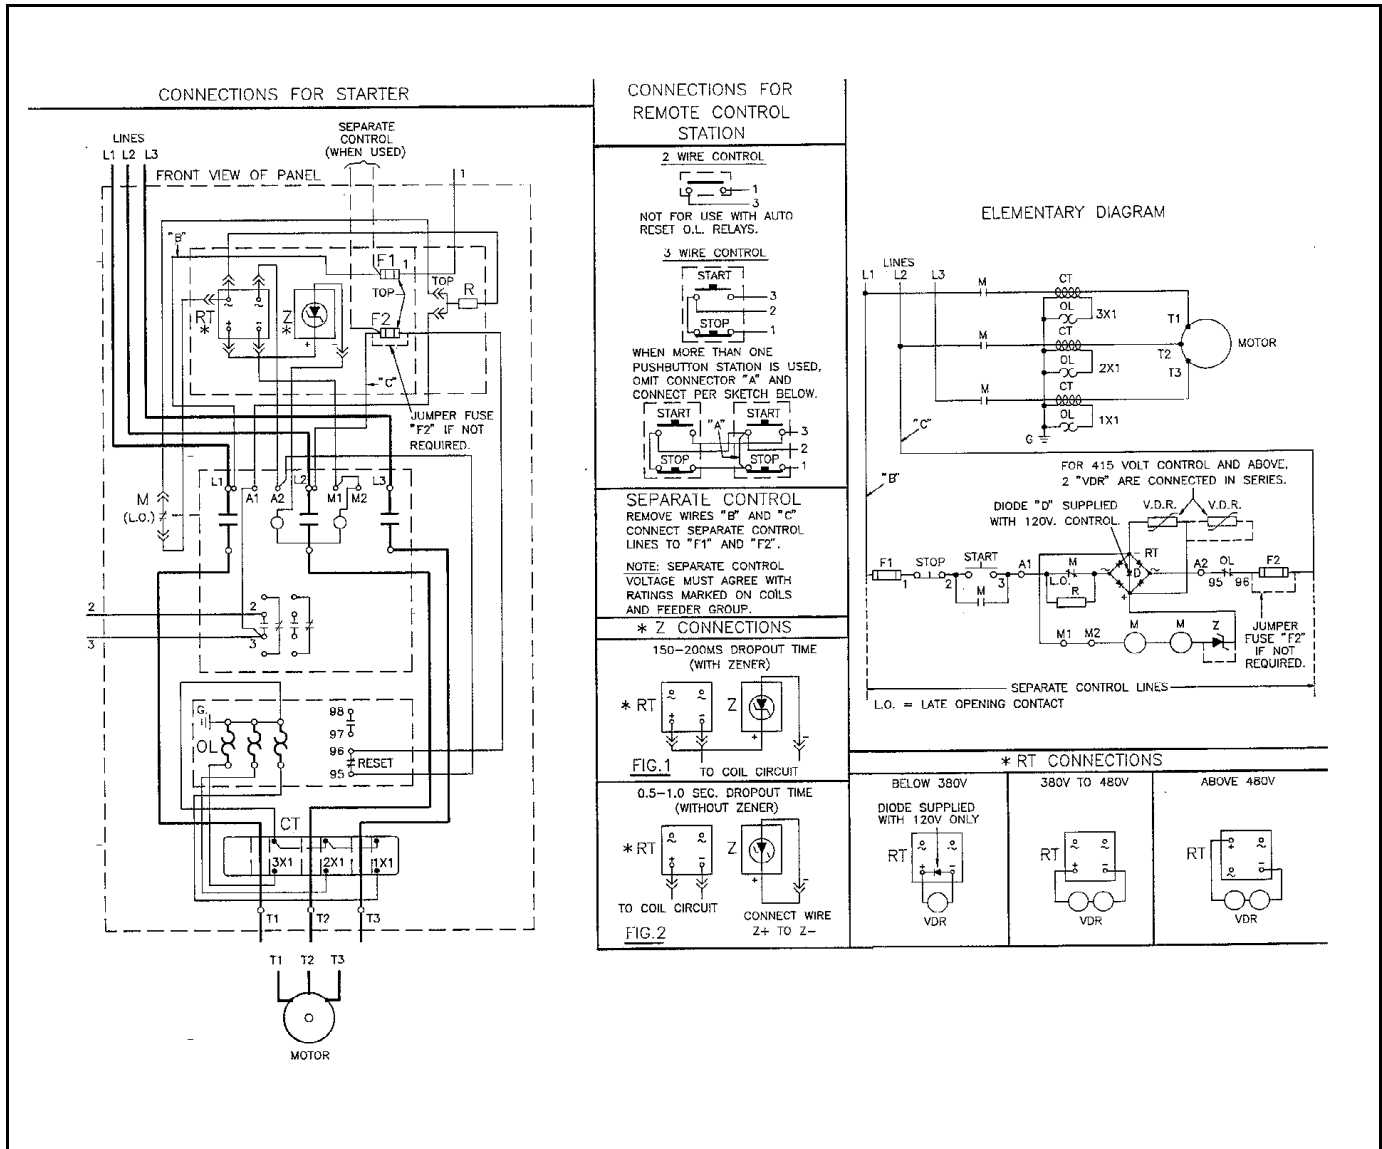 CONNECTIONS FOR STARTER
LINES
L1 L2 L3
SEPARATE
CONTROL
(WHEN USED)
FRONT VIEW OF PANEL
1
"B"
F1
1
TOP
TOP
R
RT
*
~ ~
+ -
Z
*
+ -
F2
"C"
JUMPER FUSE
"F2" IF NOT
REQUIRED.
M
(L.O.)
L1 A1 A2 L2 M1 M2 L3
2
2
3
3
G.
OL
98
97
96
RESET
95
CT
3X1 2X1 1X1
T1 T2 T3
T1 T2 T3
MOTOR
CONNECTIONS FOR
REMOTE CONTROL
STATION
2 WIRE CONTROL
1
3
NOT FOR USE WITH AUTO
RESET O.L. RELAYS.
3 WIRE CONTROL
START
3
2
STOP
1
WHEN MORE THAN ONE
PUSHBUTTON STATION IS USED,
OMIT CONNECTOR "A" AND
CONNECT PER SKETCH BELOW.
START START
"A"
3
2
STOP STOP
1
SEPARATE CONTROL
REMOVE WIRES "B" AND "C"
CONNECT SEPARATE CONTROL
LINES TO "F1" AND "F2".
NOTE: SEPARATE CONTROL
VOLTAGE MUST AGREE WITH
RATINGS MARKED ON COILS
AND FEEDER GROUP.
* Z CONNECTIONS
150-200MS DROPOUT TIME
(WITH ZENER)
~ ~
* RT
+ -
Z
+ -
FIG.1
TO COIL CIRCUIT
0.5-1.0 SEC. DROPOUT TIME
(WITHOUT ZENER)
~ ~
* RT
+ -
Z
+ -
TO COIL CIRCUIT
CONNECT WIRE
Z+ TO Z-
FIG.2
ELEMENTARY DIAGRAM
LINES
L1 L2 L3
M
CT
OL
3X1
T1
M
CT
T2
MOTOR
OL
2X1
T3
M
CT
OL
1X1
G
"C"
"B"
FOR 415 VOLT CONTROL AND ABOVE,
2 "VDR" ARE CONNECTED IN SERIES.
DIODE "D" SUPPLIED
WITH 120V. CONTROL.
V.D.R. V.D.R.
F1
1
STOP
2
START
3
M
A1
M
L.O.
R
- RT
~ D ~
+
A2
OL
95 96
F2
M1 M2
M M
Z
JUMPER
FUSE "F2"
IF NOT
REQUIRED.
SEPARATE CONTROL LINES
L.O. = LATE OPENING CONTACT
* RT CONNECTIONS
BELOW 380V
DIODE SUPPLIED
WITH 120V ONLY
~ ~
RT
+ -
VDR
380V TO 480V
~ ~
RT
+ -
VDR
ABOVE 480V
RT
+ ~
~ -
VDR